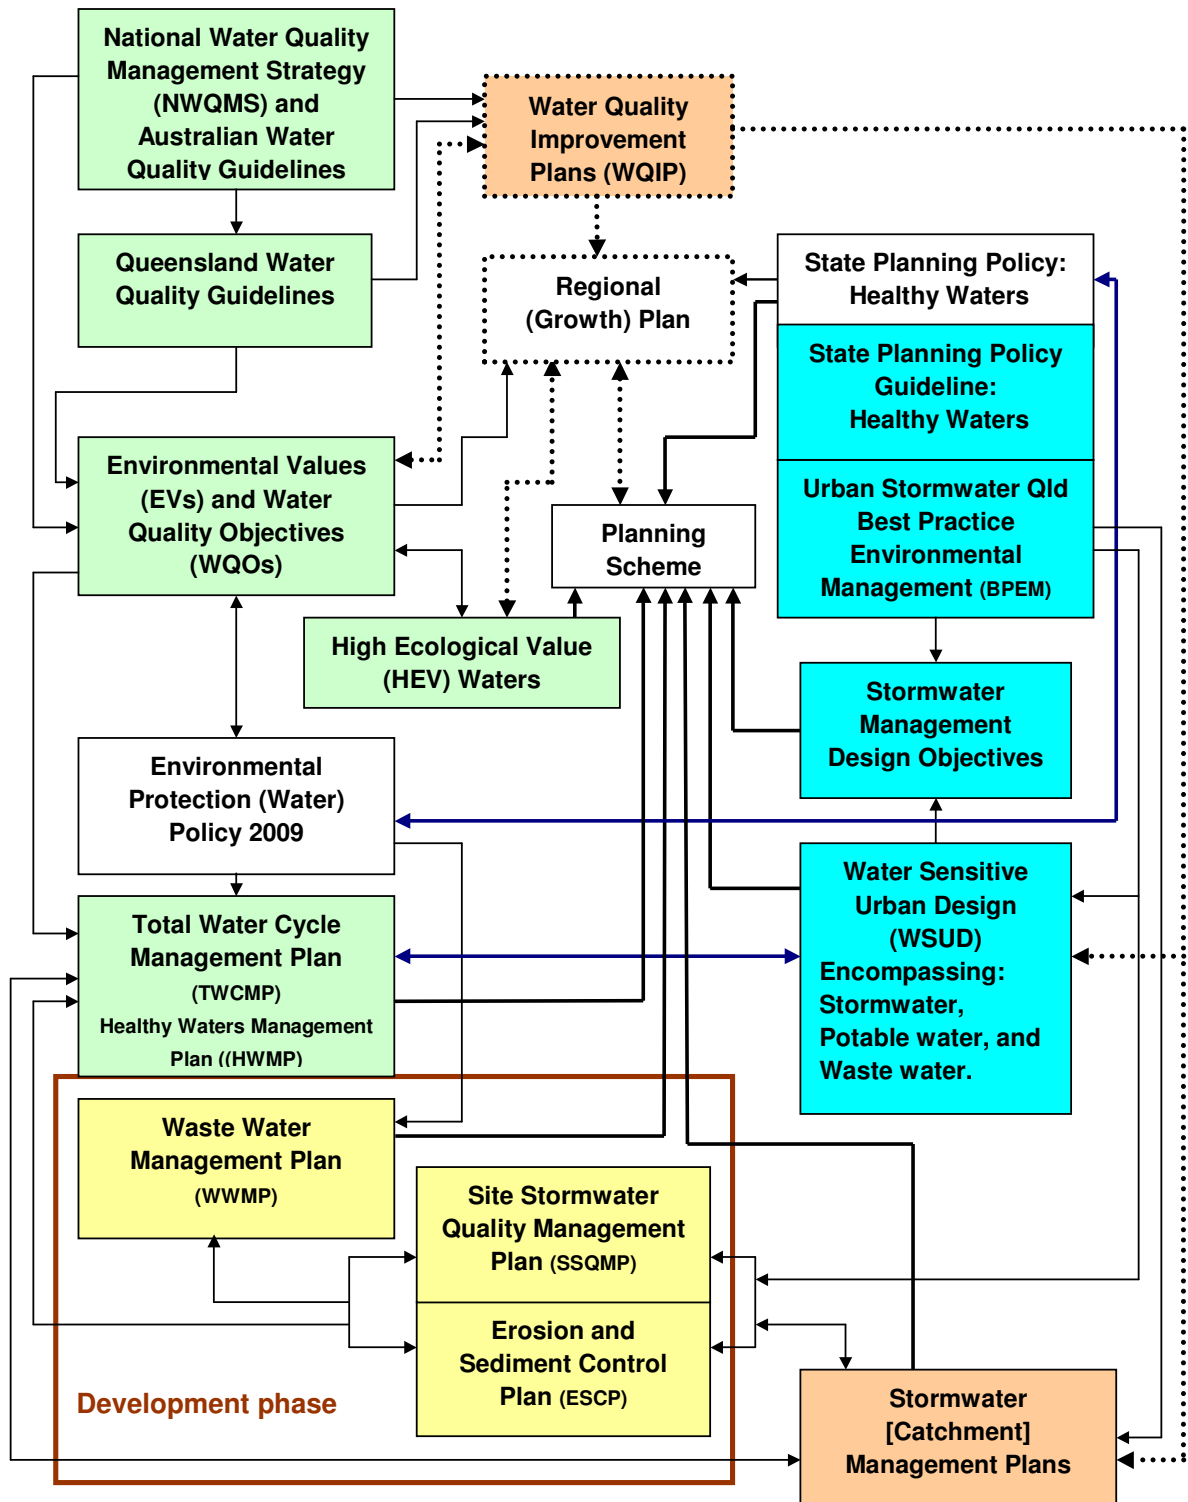 National Water Quality
Management Strategy
(NWQMS) and
Australian Water
Quality Guidelines
Water Quality
Improvement
Plans (WQIP)
Queensland Water
Quality Guidelines
Regional
(Growth) Plan
State Planning Policy:
Healthy Waters
State Planning Policy
Guideline:
Healthy Waters
Environmental Values
(EVs) and Water
Quality Objectives
(WQOs)
Urban Stormwater Qld
Best Practice
Environmental
Management (BPEM)
Planning
Scheme
High Ecological Value
(HEV) Waters
Stormwater
Management
Design Objectives
Environmental
Protection (Water)
Policy 2009
Water Sensitive
Urban Design
(WSUD)
Encompassing:
Stormwater,
Potable water, and
Waste water.
Total Water Cycle
Management Plan
(TWCMP)
Healthy Waters Management
Plan ((HWMP)
Waste Water
Management Plan
(WWMP)
Site Stormwater
Quality Management
Plan (SSQMP)
Erosion and
Sediment Control
Plan (ESCP)
Development phase
Stormwater
[Catchment]
Management Plans